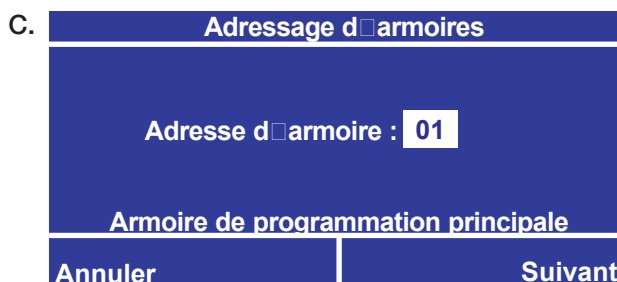 C.
Adressage d□armoires
Adresse d□armoire : 01
Armoire de programmation principale
Annuler
Suivant